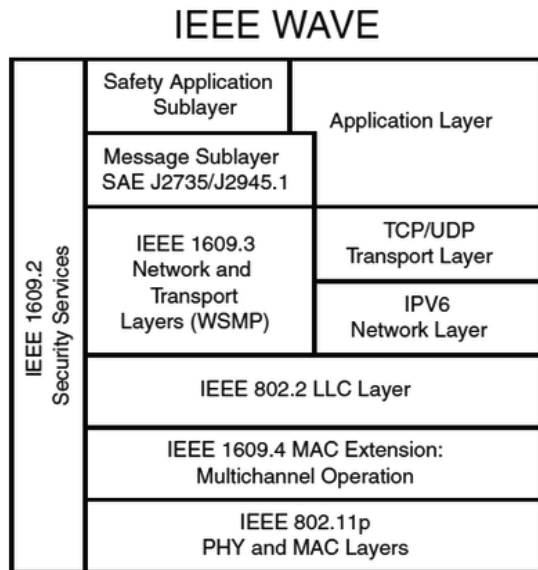 IEEE WAVE
IEEE 1609.2
Security Services
Safety Application
Sublayer
Application Layer
Message Sublayer
SAE J2735/J2945.1
IEEE 1609.3
Network and
Transport
Layers (WSMP)
TCP/UDP
Transport Layer
IPV6
Network Layer
IEEE 802.2 LLC Layer
IEEE 1609.4 MAC Extension:
Multichannel Operation
IEEE 802.11p
PHY and MAC Layers